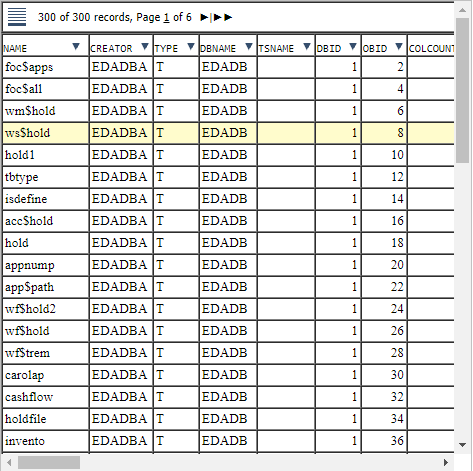 300 of 300 records, Page 1 of 6
NAME CREATOR TYPE DBNAME TSNAME DBID OBID COLCOUNT
foc$apps EDADBA T EDADB 1 2
foc$all EDADBA T EDADB 1 4
wm$hold EDADBA T EDADB 1 6
ws$hold EDADBA T EDADB 1 8
hold1 EDADBA T EDADB 1 10
tbtype EDADBA T EDADB 1 12
isdefine EDADBA T EDADB 1 14
acc$hold EDADBA T EDADB 1 16
hold EDADBA T EDADB 1 18
appnump EDADBA T EDADB 1 20
app$path EDADBA T EDADB 1 22
wf$hold2 EDADBA T EDADB 1 24
wf$hold EDADBA T EDADB 1 26
wf$trem EDADBA T EDADB 1 28
carolap EDADBA T EDADB 1 30
cashflow EDADBA T EDADB 1 32
holdfile EDADBA T EDADB 1 34
invento EDADBA T EDADB 1 36